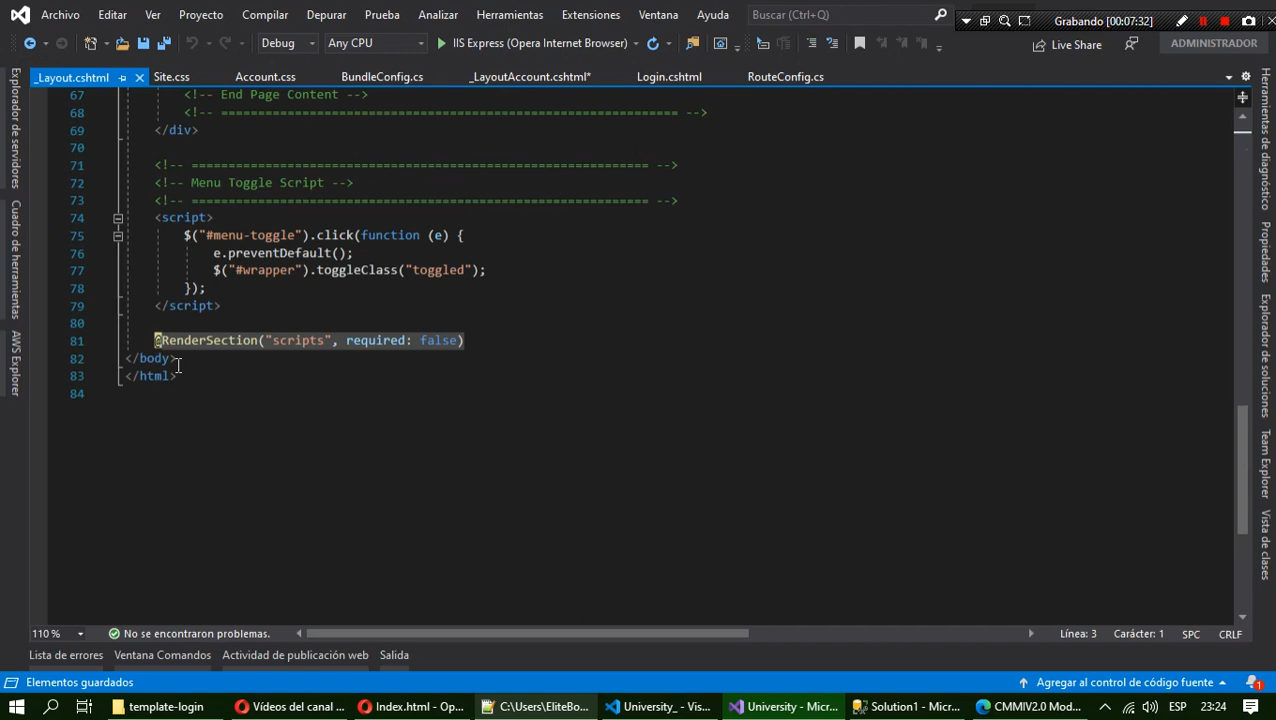 Archivo Editar Ver Proyecto Compilar Depurar Prueba Analizar Herramientas Extensiones Ventana Ayuda Buscar (Ctrl+Q) Grabando [00:07:32]
Debug Any CPU IIS Express (Opera Internet Browser) Live Share ADMINISTRADOR
_Layout.cshtml Site.css Account.css BundleConfig.cs _LayoutAccount.cshtml* Login.cshtml RouteConfig.cs
Explorador de servidores
Cuadro de herramientas
AWS Explorer
67 <!-- End Page Content -->
68 <!-- ============================================================== -->
69 </div>
70
71 <!-- ============================================================== -->
72 <!-- Menu Toggle Script -->
73 <!-- ============================================================== -->
74 <script>
75 $("#menu-toggle").click(function (e) {
76 e.preventDefault();
77 $("#wrapper").toggleClass("toggled");
78 });
79 </script>
80
81 @RenderSection("scripts", required: false)
82 </body>
83 </html>
84
Herramientas de diagnóstico
Propiedades
Explorador de soluciones
Team Explorer
Vista de clases
110 % No se encontraron problemas. Línea: 3 Carácter: 1 SPC CRLF
Lista de errores Ventana Comandos Actividad de publicación web Salida
Elementos guardados Agregar al control de código fuente 1
template-login Vídeos del canal ... Index.html - Op... C:\Users\EliteBo... University_ - Vis... University - Micr... Solution1 - Micr... CMMIV2.0 Mod... ESP 23:24